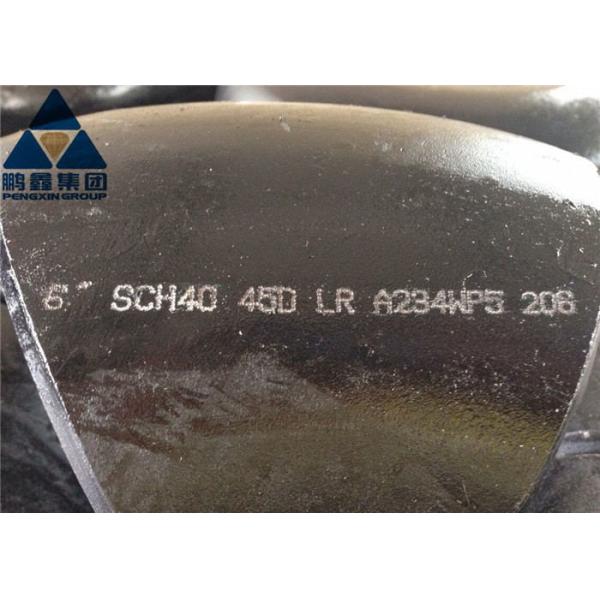 鹏鑫集团
PENGXIN GROUP
6" SCH40 45D LR A234WP5 206